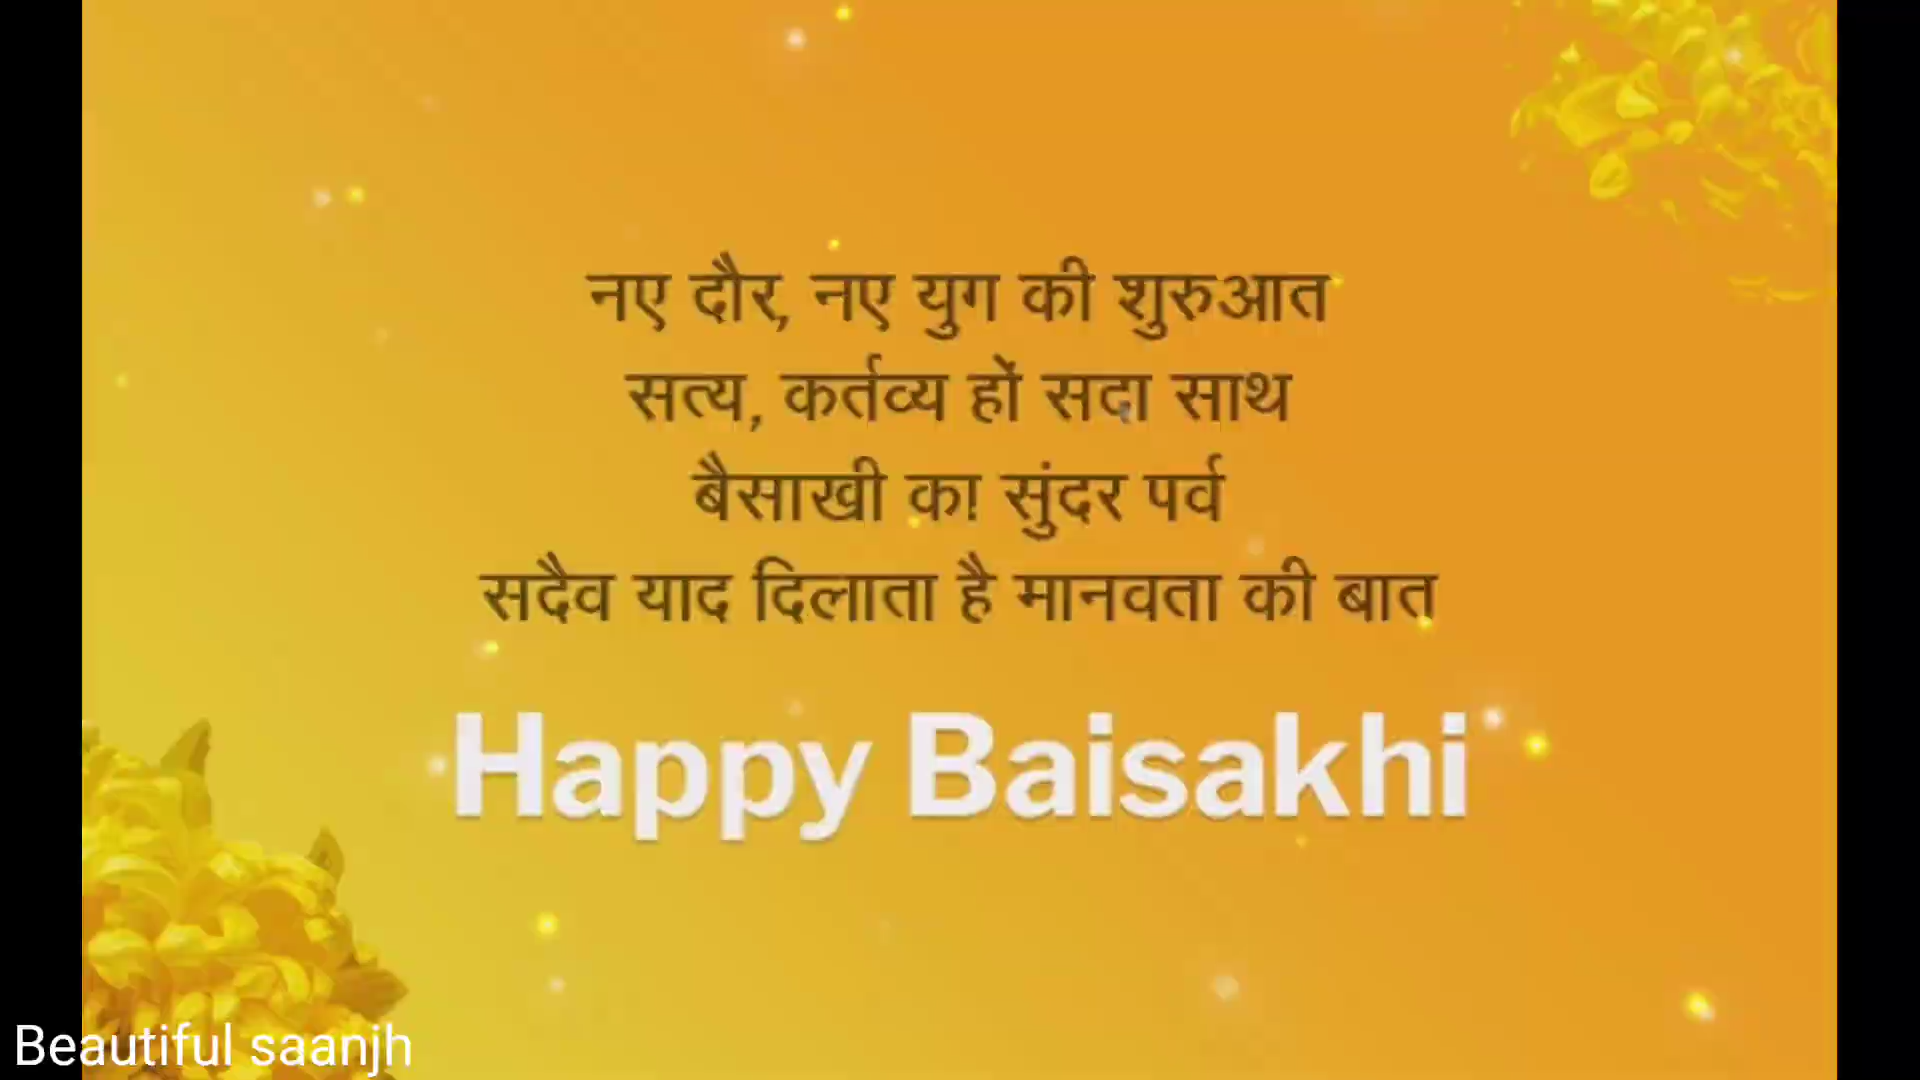 नए दौर, नए युग की शुरुआत
सत्य, कर्तव्य हों सदा साथ
बैसाखी का सुंदर पर्व
सदैव याद दिलाता है मानवता की बात
Happy Baisakhi
Beautiful saanjh